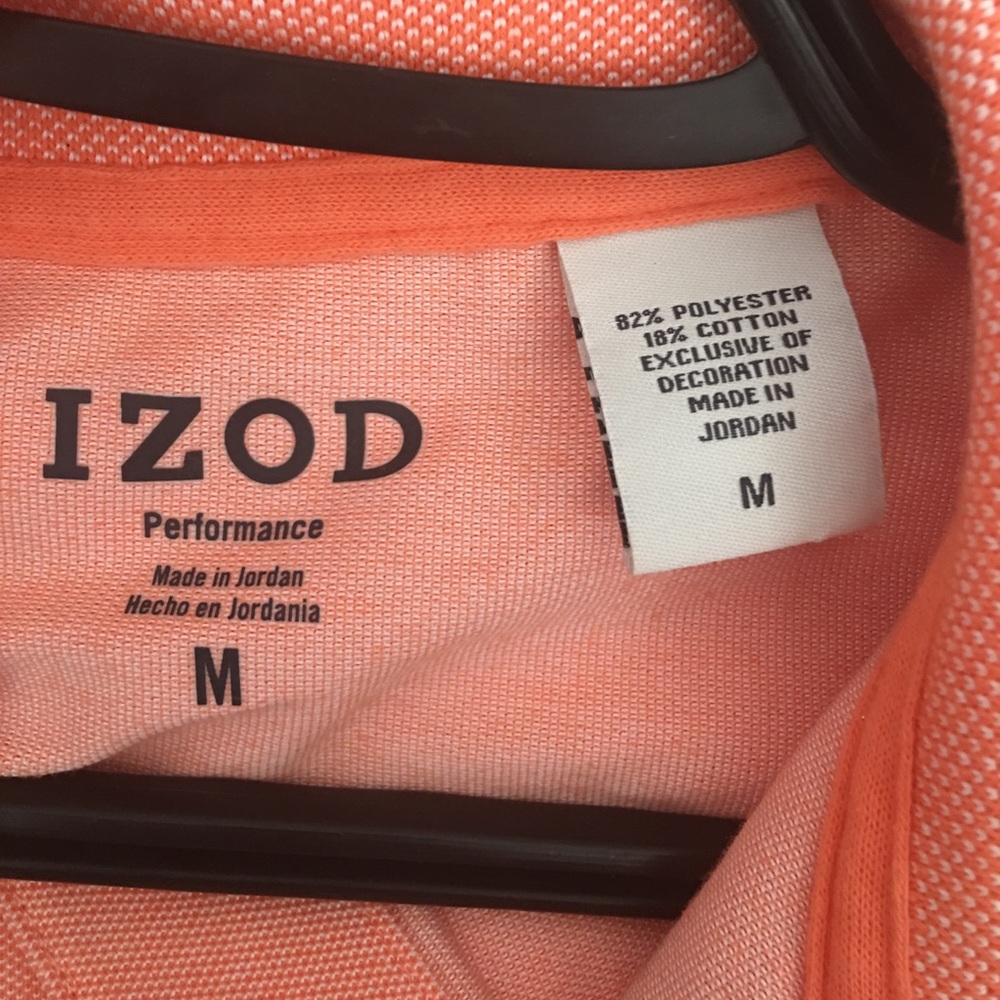 IZOD
Performance
Made in Jordan
Hecho en Jordania
M
82% POLYESTER
18% COTTON
EXCLUSIVE OF
DECORATION
MADE IN
JORDAN
M